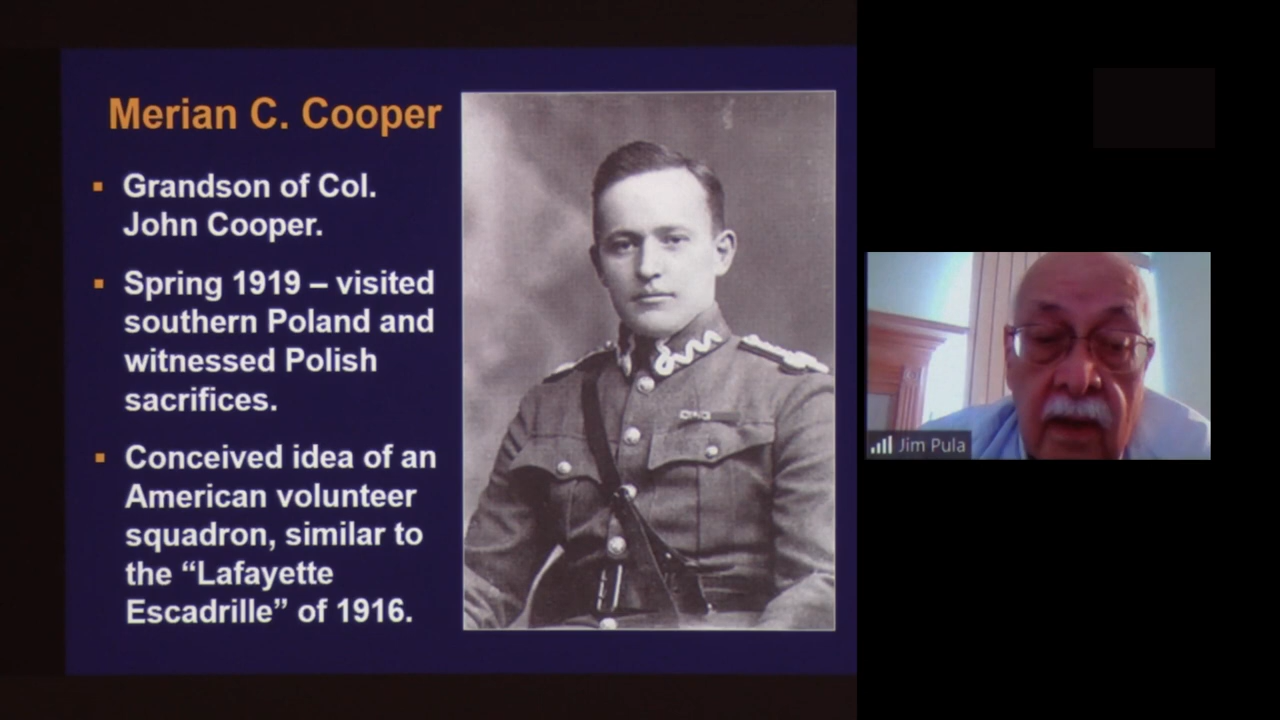 Merian C. Cooper
▪ Grandson of Col.
John Cooper.
▪ Spring 1919 – visited
southern Poland and
witnessed Polish
sacrifices.
▪ Conceived idea of an
American volunteer
squadron, similar to
the “Lafayette
Escadrille” of 1916.
Jim Pula